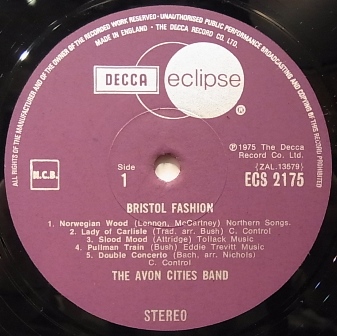 ALL RIGHTS OF THE MANUFACTURER AND OF THE OWNER OF THE RECORDED WORK RESERVED-UNAUTHORISED PUBLIC PERFORMANCE BROADCASTING AND COPYING OF THIS RECORD PROHIBITED
MADE IN ENGLAND. THE DECCA RECORD CO. LTD.
DECCA eclipse
®
Ⓟ 1975 The Decca
Record Co. Ltd.
Side
1
(ZAL.13579)
M.C.B.
ECS 2175
BRISTOL FASHION
1. Norwegian Wood (Lennon, McCartney) Northern Songs.
2. Lady of Carlisle (Trad. arr. Bush) C. Control
3. Slood Mood (Attridge) Tollack Music
4. Pullman Train (Bush) Eddie Trevitt Music
5. Double Concerto (Bach, arr. Nichols)
C. Control
THE AVON CITIES BAND
STEREO